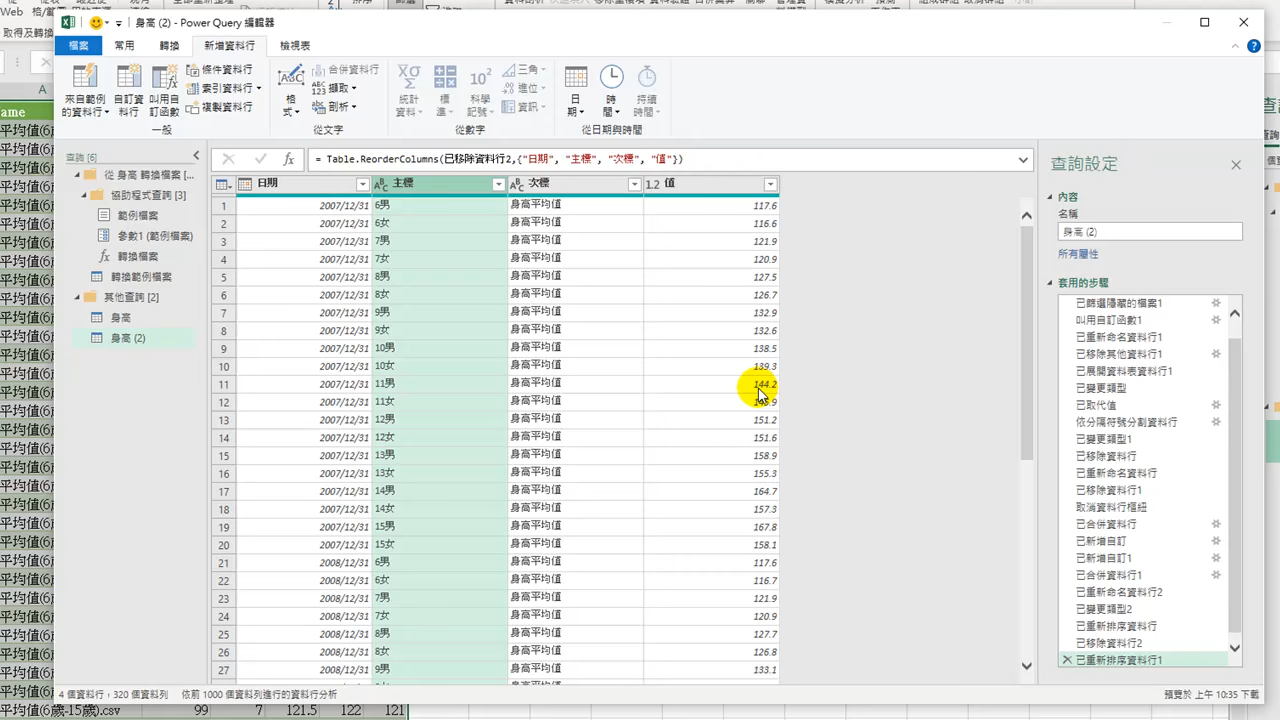 身高 (2) - Power Query 編輯器
檔案 常用 轉換 新增資料行 檢視表
來自範例的資料行 自訂資料行 叫用自訂函數 條件資料行 索引資料行 複製資料行 一般
格式 合併資料行 擷取 剖析 從文字
統計資料 標準 科學記號 三角 進位 資訊 從數字
日期 時間 持續時間 從日期與時間
查詢 [6]
從 身高 轉換檔案 [...
協助程式查詢 [3]
範例檔案
參數1 (範例檔案)
fx 轉換檔案
轉換範例檔案
其他查詢 [2]
身高
身高 (2)
fx = Table.ReorderColumns(已移除資料行2,{"日期", "主標", "次標", "值"})
日期 主標 次標 1.2 值
1 2007/12/31 6男 身高平均值 117.6
2 2007/12/31 6女 身高平均值 116.6
3 2007/12/31 7男 身高平均值 121.9
4 2007/12/31 7女 身高平均值 120.9
5 2007/12/31 8男 身高平均值 127.5
6 2007/12/31 8女 身高平均值 126.7
7 2007/12/31 9男 身高平均值 132.9
8 2007/12/31 9女 身高平均值 132.6
9 2007/12/31 10男 身高平均值 138.5
10 2007/12/31 10女 身高平均值 139.3
11 2007/12/31 11男 身高平均值 144.2
12 2007/12/31 11女 身高平均值
13 2007/12/31 12男 身高平均值 151.2
14 2007/12/31 12女 身高平均值 151.6
15 2007/12/31 13男 身高平均值 158.9
16 2007/12/31 13女 身高平均值 155.3
17 2007/12/31 14男 身高平均值 164.7
18 2007/12/31 14女 身高平均值 157.3
19 2007/12/31 15男 身高平均值 167.8
20 2007/12/31 15女 身高平均值 158.1
21 2008/12/31 6男 身高平均值 117.6
22 2008/12/31 6女 身高平均值 116.7
23 2008/12/31 7男 身高平均值 121.9
24 2008/12/31 7女 身高平均值 120.9
25 2008/12/31 8男 身高平均值 127.7
26 2008/12/31 8女 身高平均值 126.8
27 2008/12/31 9男 身高平均值 133.1
查詢設定
內容
名稱
身高 (2)
所有屬性
套用的步驟
已篩選隱藏的檔案1
叫用自訂函數1
已重新命名資料行1
已移除其他資料行1
已展開資料表資料行1
已變更類型
已取代值
依分隔符號分割資料行
已變更類型1
已移除資料行
已重新命名資料行
已移除資料行1
取消資料行樞紐
已合併資料行
已新增自訂
已新增自訂1
已合併資料行1
已重新命名資料行2
已變更類型2
已重新排序資料行
已移除資料行2
已重新排序資料行1
4 個資料行，320 個資料列 依前 1000 個資料列進行的資料行分析
預覽於 上午 10:35 下載
平均值(6歲-15歲).csv 99 7 121.5 122 121